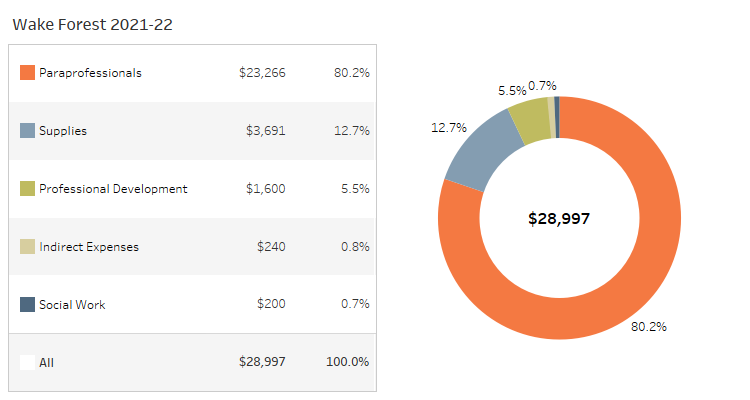 Wake Forest 2021-22
Paraprofessionals $23,266 80.2%
Supplies $3,691 12.7%
Professional Development $1,600 5.5%
Indirect Expenses $240 0.8%
Social Work $200 0.7%
All $28,997 100.0%
5.5% 0.7%
12.7%
$28,997
80.2%